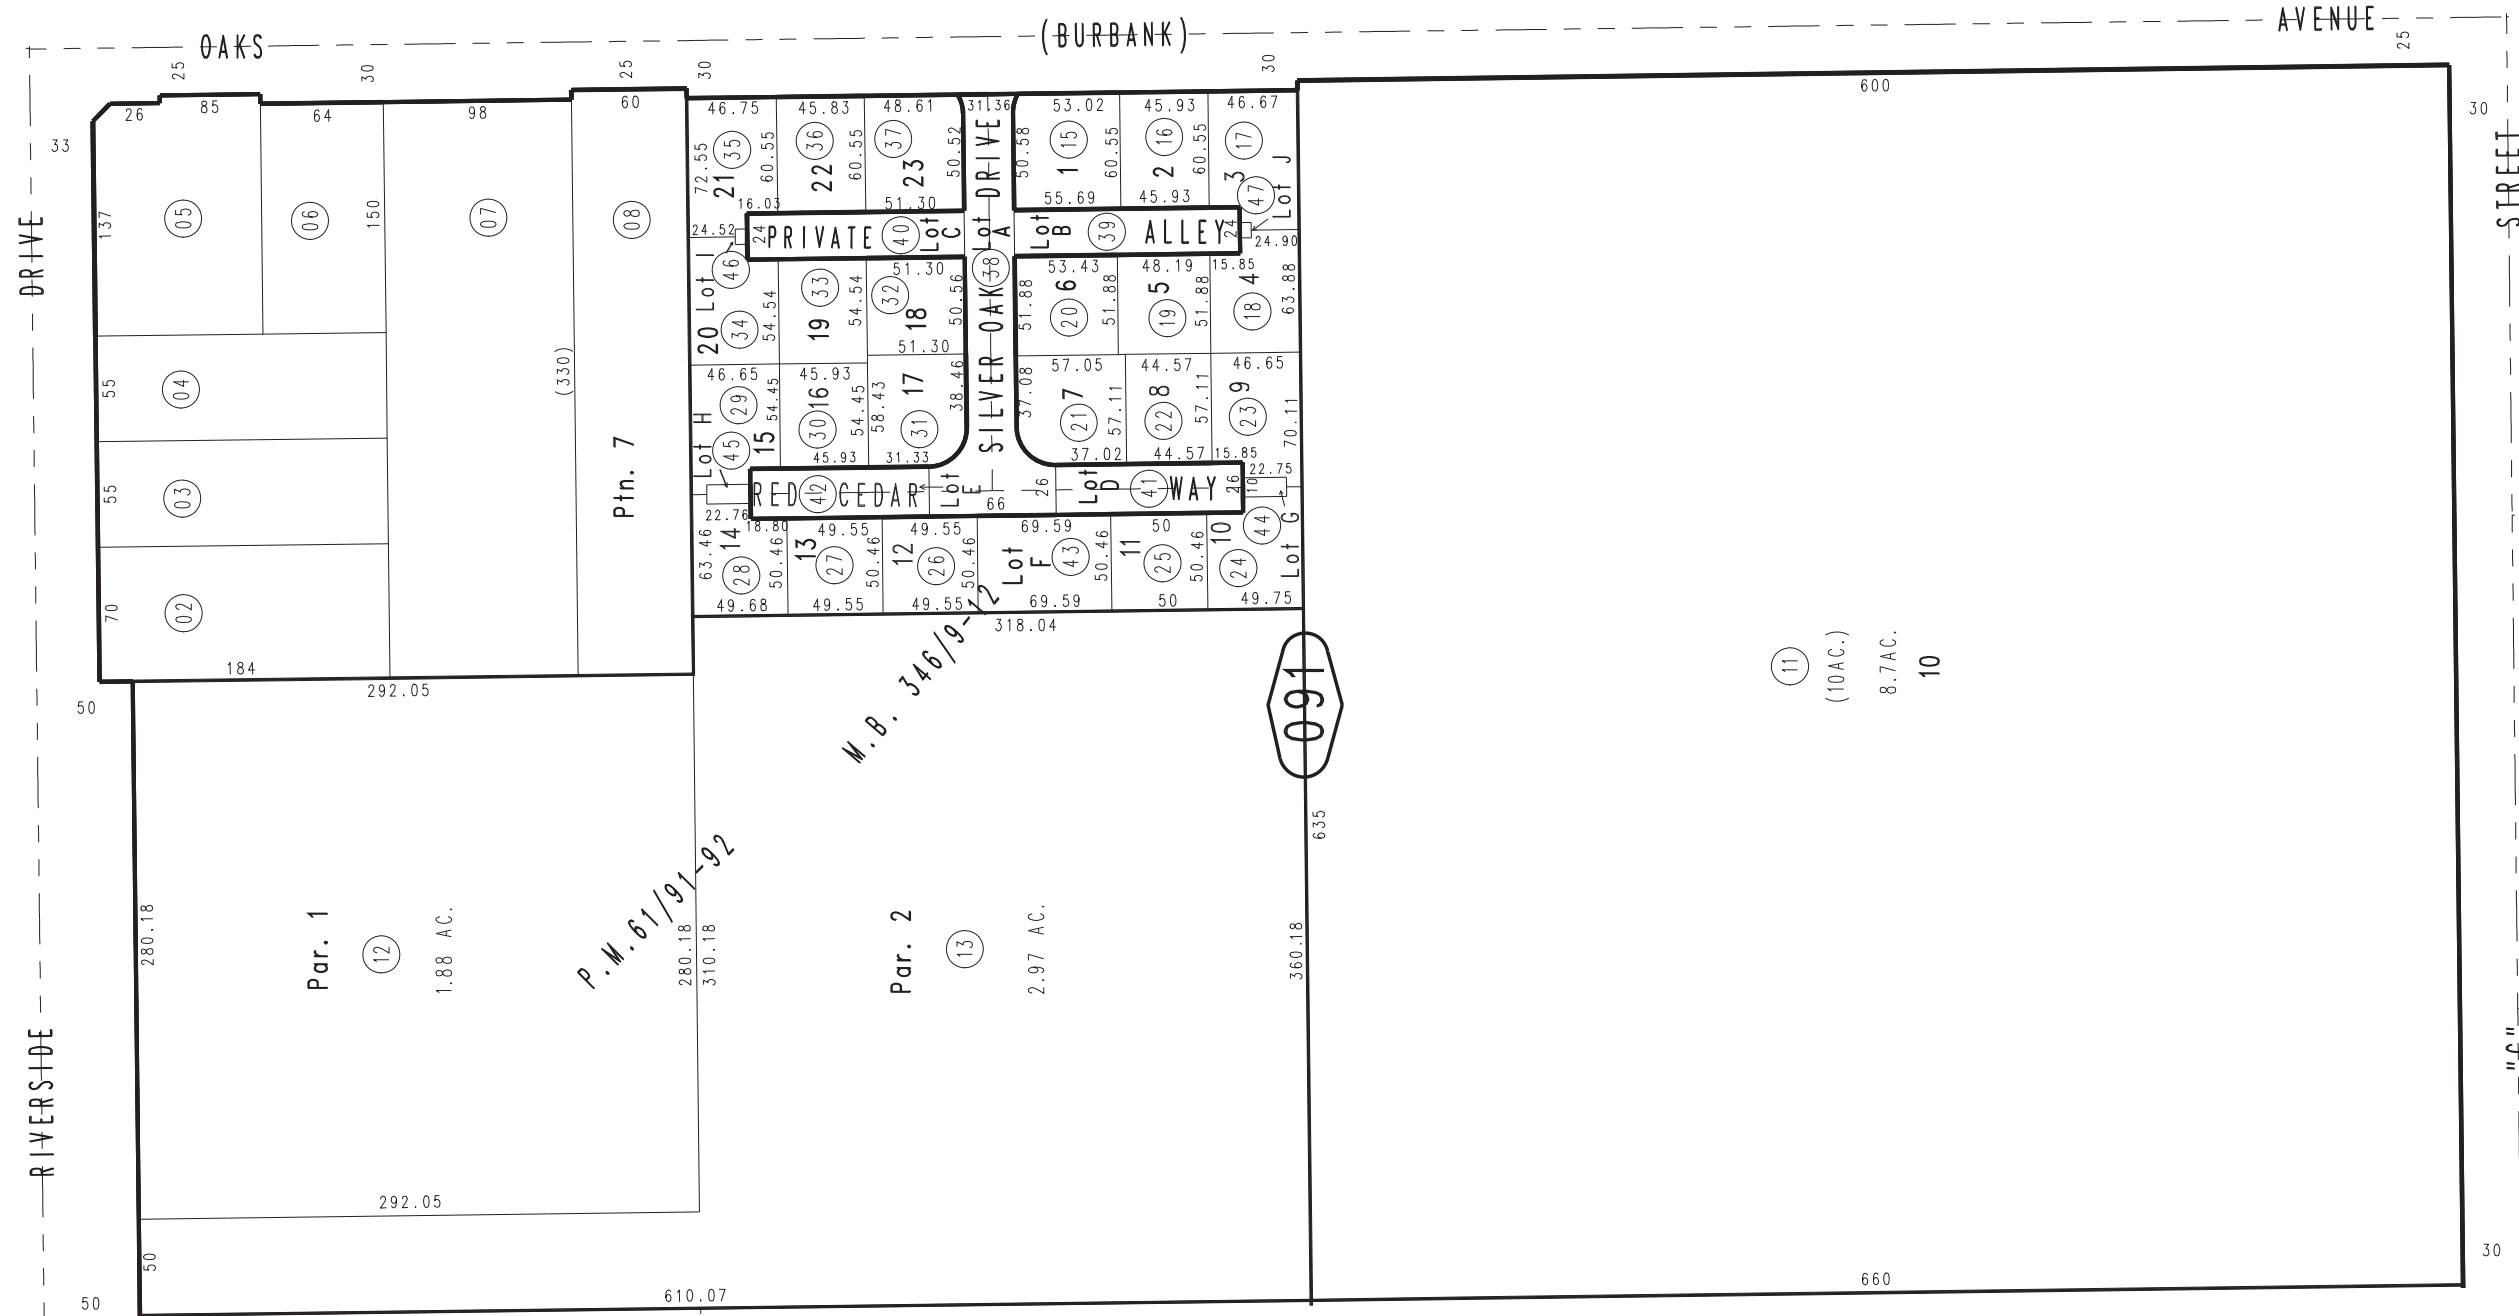 OAKS (BURBANK) AVENUE
25 30 25 30 30 25
26 85 64 98 60
46.75 45.83 48.61 31.36 53.02 45.93 46.67
600
33 30
DRIVE
STREET
137 05 06 150 07 08
72.55 35 21 60.55 36 22 60.55 37 23 50.52
DRIVE
50.58 15 1 60.55 16 2 60.55 17 3
47 Lot J
16.03 51.30 55.69 45.93
24.52 24 PRIVATE 40 Lot C
Lot A
Lot B 39 ALLEY 24 24.90
46 Lot I
38
51.30 53.43 48.19 15.85
20 34 54.54 33 19 54.54 32 18 50.56
SILVER OAK
51.88 20 6 51.88 19 5 51.88 18 4 63.88
51.30
(330)
55 04
46.65 45.93 57.05 44.57 46.65
Lot H 45
29 15 54.45 30 16 54.45 58.43 31 17 38.46
37.08 21 7 57.11 22 8 57.11 23 9 70.11
45.93 31.33 37.02 44.57 15.85
55 03
Ptn. 7
RED 42 CEDAR Lot E 66 26 Lot D 41 WAY 26 10 22.75
22.76 18.80 49.55 49.55 69.59 50
63.46 14 28 50.46 13 27 50.46 12 26 50.46
Lot F 43 50.46 11 25 50.46 10 24
44 Lot G
49.68 49.55 49.55 69.59 50 49.75
70 02
184
318.04
292.05
M.B. 346/9-12
091
11 (10AC.) 8.7AC. 10
50
635
P.M. 61/91-92
280.18 Par. 1 12 1.88 AC. 280.18
310.18 Par. 2 13 2.97 AC. 360.18
RIVERSIDE
"G"
292.05
50
30
660
50
610.07